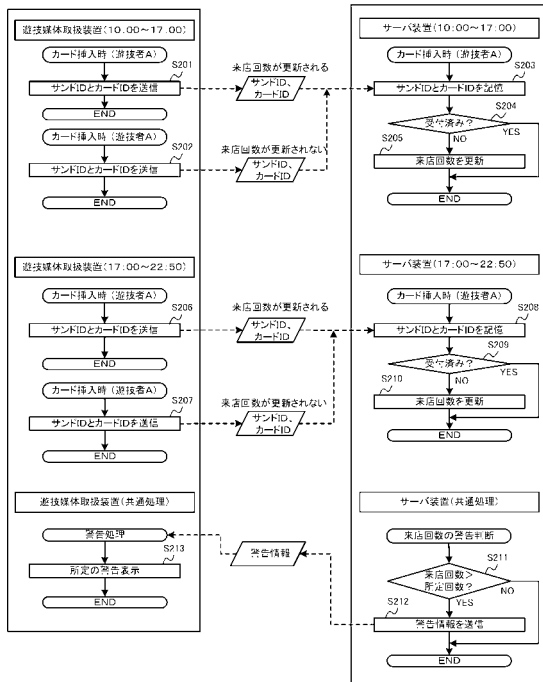 遊技媒体取扱装置(10:00～17:00)
カード挿入時(遊技者A)
S201
サンドIDとカードIDを送信
END
カード挿入時(遊技者A)
S202
サンドIDとカードIDを送信
END
来店回数が更新される
サンドID、
カードID
来店回数が更新されない
サンドID、
カードID
サーバ装置(10:00～17:00)
カード挿入時(遊技者A)
S203
サンドIDとカードIDを記憶
S204
受付済み?
YES
NO
S205
来店回数を更新
END
遊技媒体取扱装置(17:00～22:50)
カード挿入時(遊技者A)
S206
サンドIDとカードIDを送信
END
カード挿入時(遊技者A)
S207
サンドIDとカードIDを送信
END
来店回数が更新される
サンドID、
カードID
来店回数が更新されない
サンドID、
カードID
サーバ装置(17:00～22:50)
カード挿入時(遊技者A)
S208
サンドIDとカードIDを記憶
S209
受付済み?
YES
NO
S210
来店回数を更新
END
遊技媒体取扱装置(共通処理)
警告処理
S213
所定の警告表示
END
警告情報
サーバ装置(共通処理)
来店回数の警告判断
S211
来店回数>
所定回数?
NO
YES
S212
警告情報を送信
END